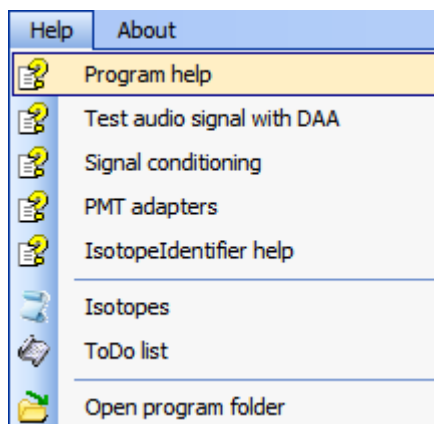 Help About
Program help
Test audio signal with DAA
Signal conditioning
PMT adapters
IsotopeIdentifier help
Isotopes
ToDo list
Open program folder